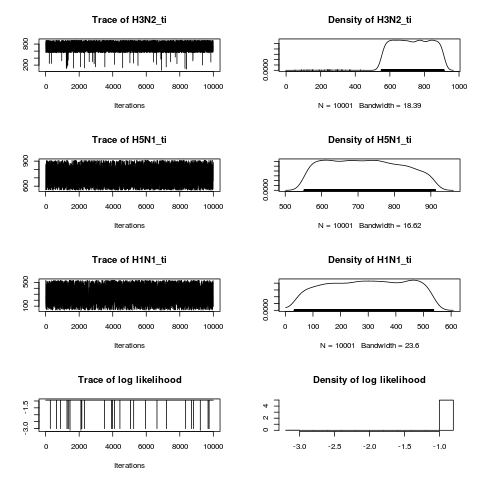 Trace of H3N2_ti
Density of H3N2_ti
200 800
0 2000 4000 6000 8000 10000
Iterations
0.0000
0 200 400 600 800 1000
N = 10001 Bandwidth = 18.39
Trace of H5N1_ti
Density of H5N1_ti
600 900
0 2000 4000 6000 8000 10000
Iterations
0.0000
500 600 700 800 900
N = 10001 Bandwidth = 16.62
Trace of H1N1_ti
Density of H1N1_ti
100 500
0 2000 4000 6000 8000 10000
Iterations
0.0000
0 100 200 300 400 500 600
N = 10001 Bandwidth = 23.6
Trace of log likelihood
Density of log likelihood
-3.0 -1.5
0 2000 4000 6000 8000 10000
Iterations
0 2 4
-3.0 -2.5 -2.0 -1.5 -1.0